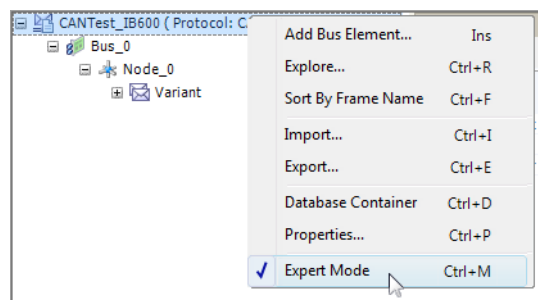 CANTest_IB600 ( Protocol: C
Bus_0
Node_0
Variant
Add Bus Element... Ins
Explore... Ctrl+R
Sort By Frame Name Ctrl+F
Import... Ctrl+I
Export... Ctrl+E
Database Container Ctrl+D
Properties... Ctrl+P
Expert Mode Ctrl+M